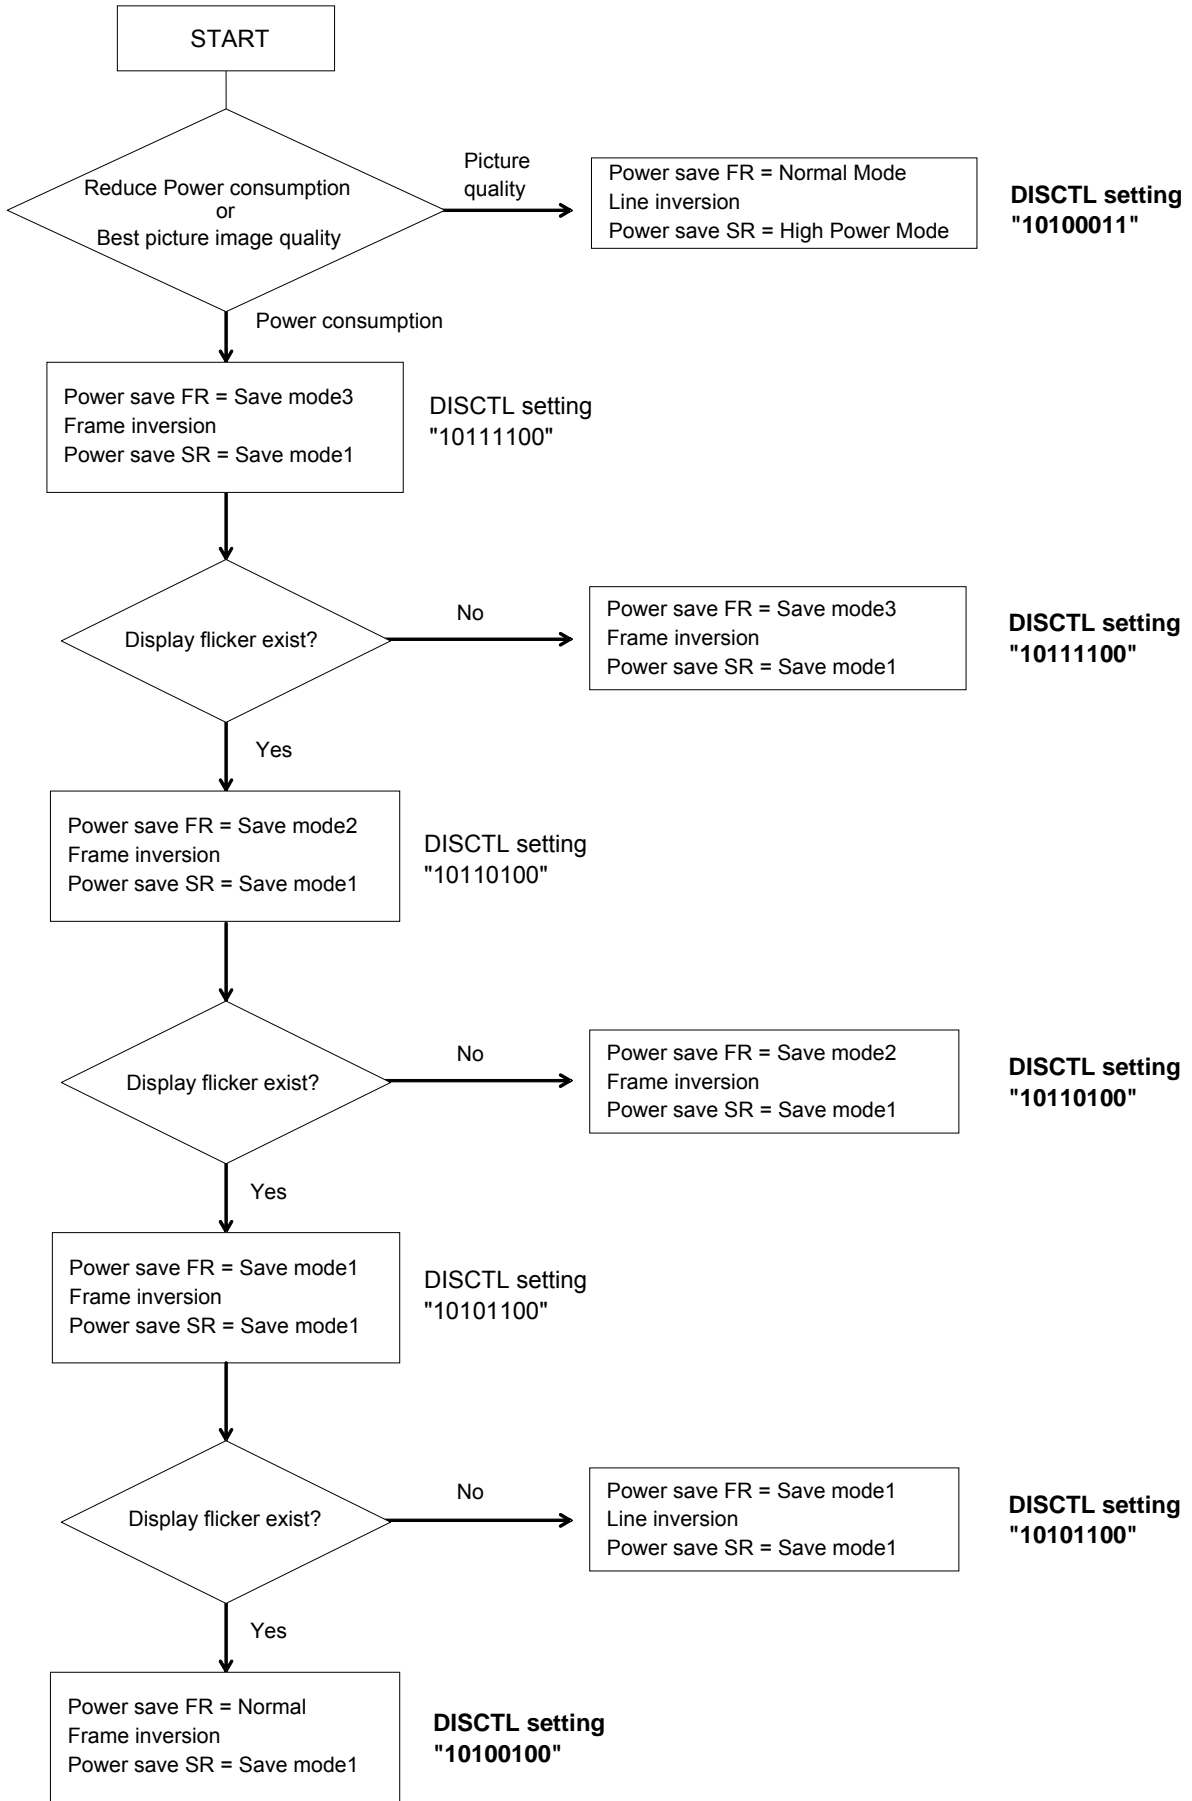 START
Reduce Power consumption
or
Best picture image quality
Picture
quality
Power save FR = Normal Mode
Line inversion
Power save SR = High Power Mode
DISCTL setting
"10100011"
Power consumption
Power save FR = Save mode3
Frame inversion
Power save SR = Save mode1
DISCTL setting
"10111100"
Display flicker exist?
No
Power save FR = Save mode3
Frame inversion
Power save SR = Save mode1
DISCTL setting
"10111100"
Yes
Power save FR = Save mode2
Frame inversion
Power save SR = Save mode1
DISCTL setting
"10110100"
Display flicker exist?
No
Power save FR = Save mode2
Frame inversion
Power save SR = Save mode1
DISCTL setting
"10110100"
Yes
Power save FR = Save mode1
Frame inversion
Power save SR = Save mode1
DISCTL setting
"10101100"
Display flicker exist?
No
Power save FR = Save mode1
Line inversion
Power save SR = Save mode1
DISCTL setting
"10101100"
Yes
Power save FR = Normal
Frame inversion
Power save SR = Save mode1
DISCTL setting
"10100100"